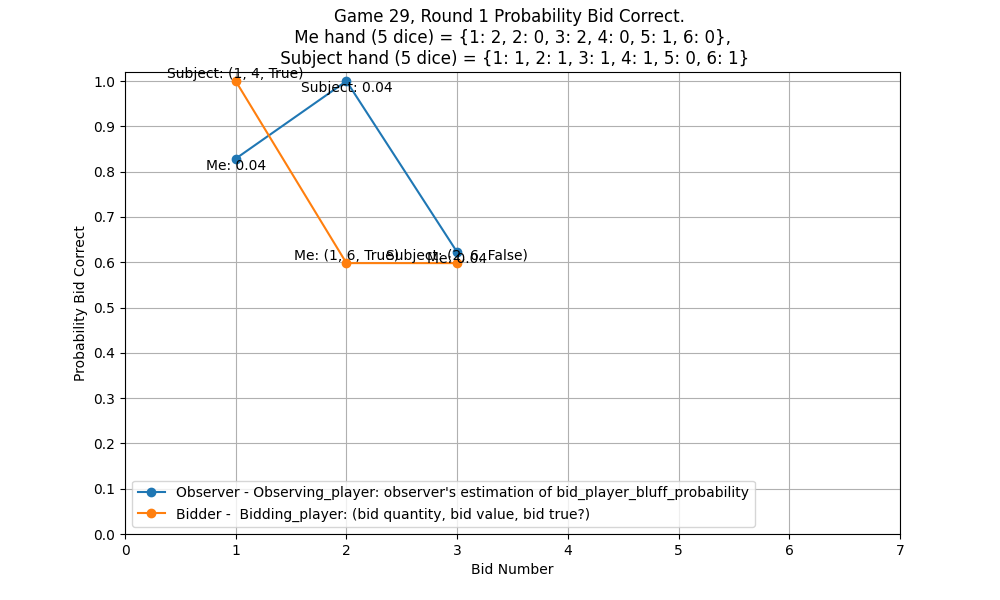 Game 29, Round 1 Probability Bid Correct.
Me hand (5 dice) = {1: 2, 2: 0, 3: 2, 4: 0, 5: 1, 6: 0},
Subject hand (5 dice) = {1: 1, 2: 1, 3: 1, 4: 1, 5: 0, 6: 1}
Subject: (1, 4, True)
Subject: 0.04
Me: 0.04
Me: (1, 6, True)
Subject: (2, 6, False)
Me: 0.04
1.0
0.9
0.8
0.7
0.6
0.5
0.4
0.3
0.2
0.1
0.0
Probability Bid Correct
Observer - Observing_player: observer's estimation of bid_player_bluff_probability
Bidder -  Bidding_player: (bid quantity, bid value, bid true?)
0 1 2 3 4 5 6 7
Bid Number